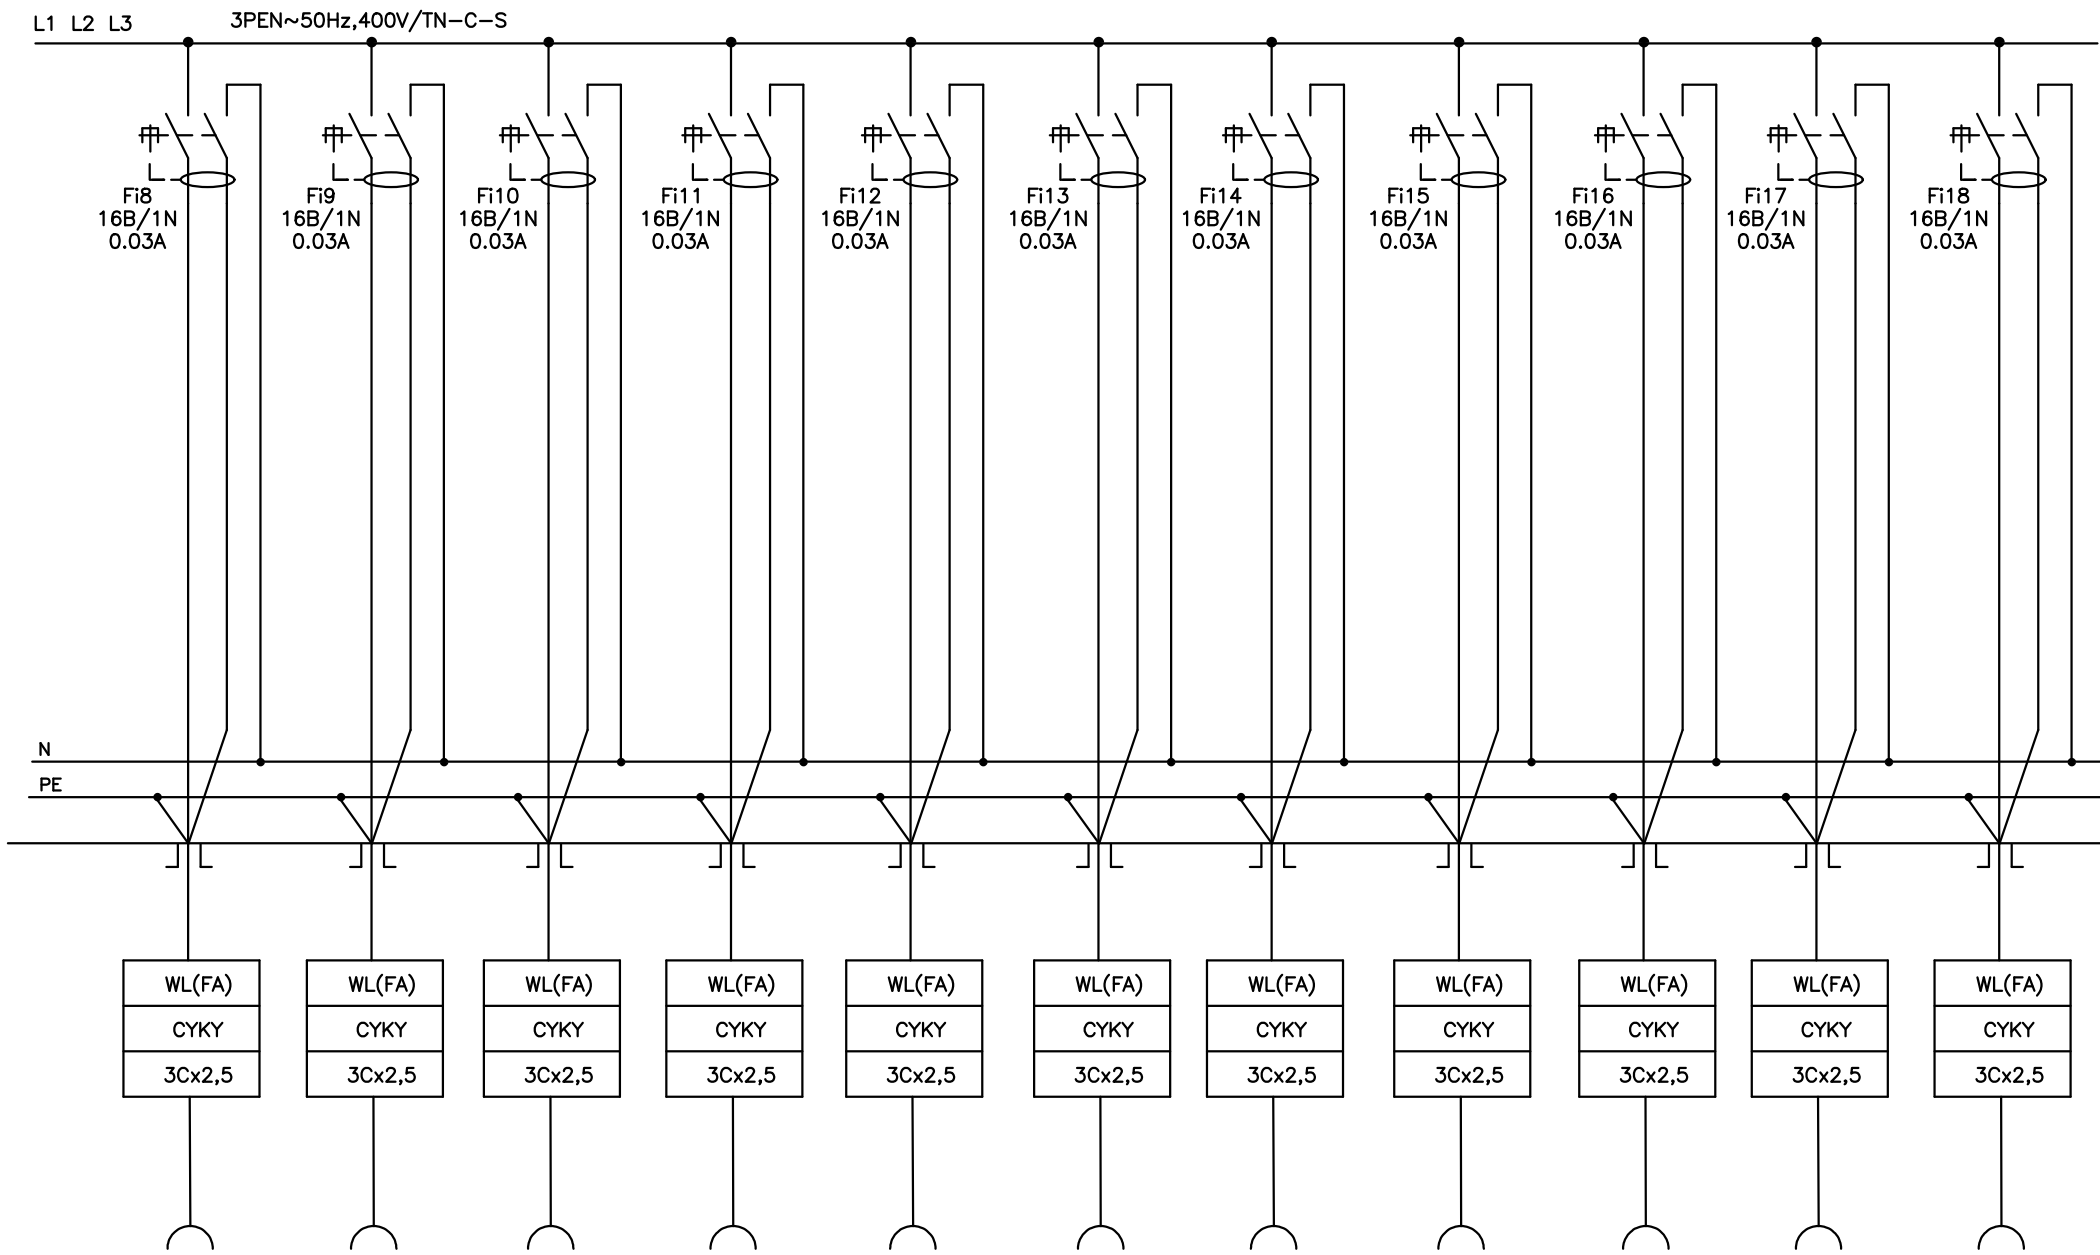 L1 L2 L3
3PEN~50Hz,400V/TN-C-S
Fi8
16B/1N
0.03A
Fi9
16B/1N
0.03A
Fi10
16B/1N
0.03A
Fi11
16B/1N
0.03A
Fi12
16B/1N
0.03A
Fi13
16B/1N
0.03A
Fi14
16B/1N
0.03A
Fi15
16B/1N
0.03A
Fi16
16B/1N
0.03A
Fi17
16B/1N
0.03A
Fi18
16B/1N
0.03A
N
PE
WL(FA)
CYKY
3Cx2,5
WL(FA)
CYKY
3Cx2,5
WL(FA)
CYKY
3Cx2,5
WL(FA)
CYKY
3Cx2,5
WL(FA)
CYKY
3Cx2,5
WL(FA)
CYKY
3Cx2,5
WL(FA)
CYKY
3Cx2,5
WL(FA)
CYKY
3Cx2,5
WL(FA)
CYKY
3Cx2,5
WL(FA)
CYKY
3Cx2,5
WL(FA)
CYKY
3Cx2,5